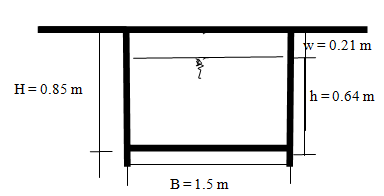 w = 0.21 m
H = 0.85 m
h = 0.64 m
B = 1.5 m